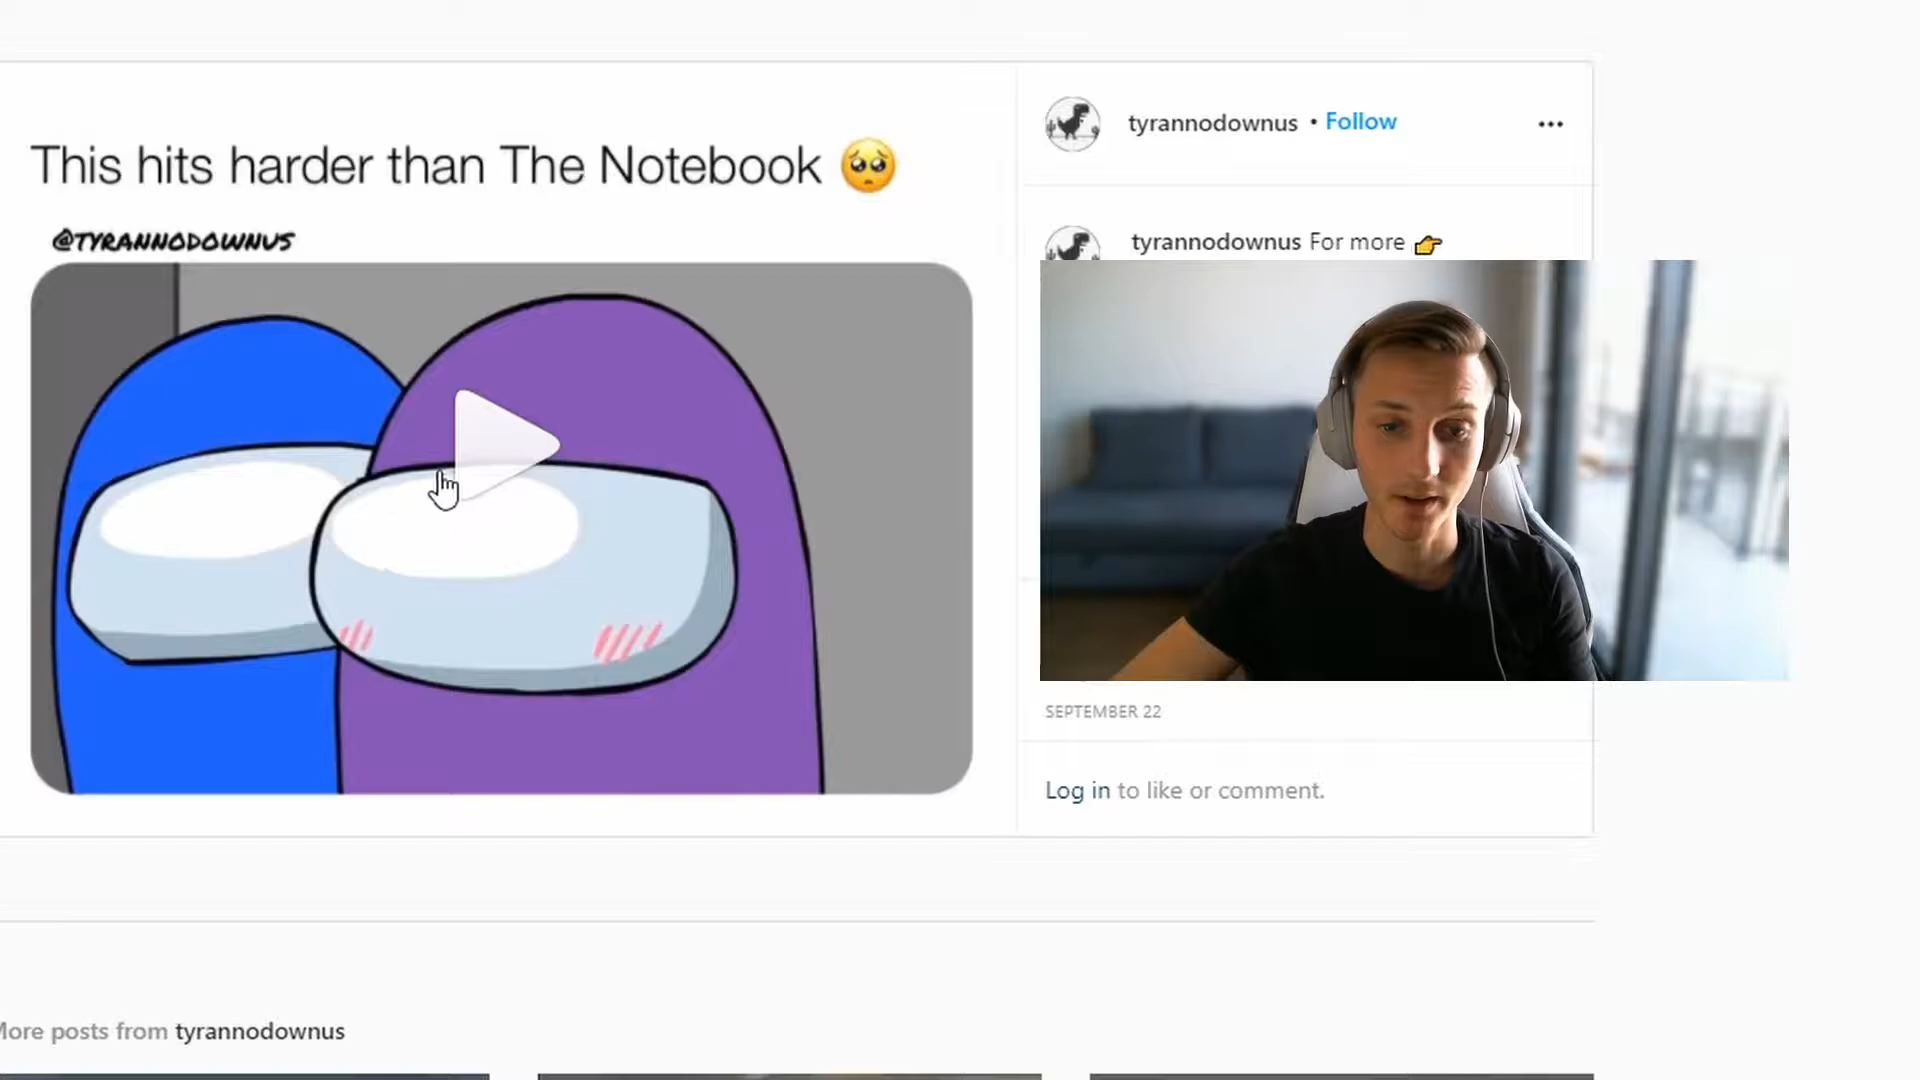 This hits harder than The Notebook 🥺
@TYRANNODOWNUS
tyrannodownus • Follow
tyrannodownus For more 👉
SEPTEMBER 22
Log in to like or comment.
More posts from tyrannodownus